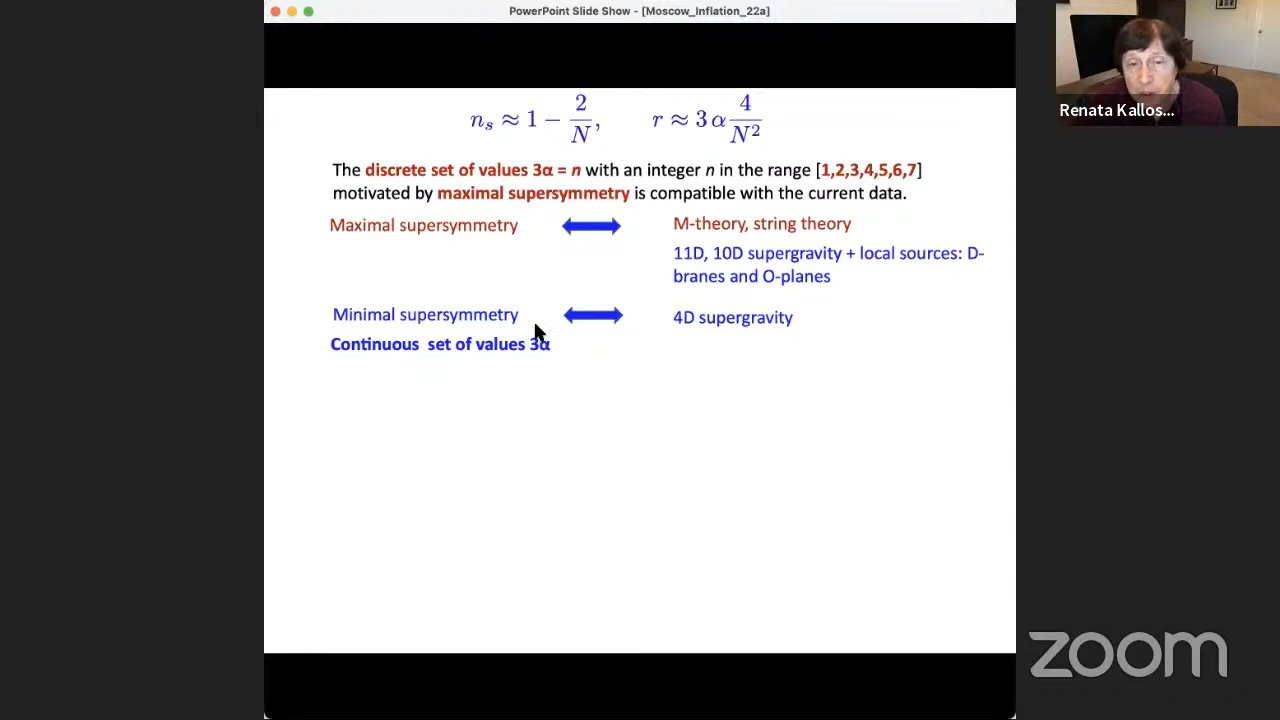 PowerPoint Slide Show - [Moscow_Inflation_22a]
n_s ≈ 1 − 2/N, r ≈ 3 α 4/N²
The discrete set of values 3α = n with an integer n in the range [1,2,3,4,5,6,7]
motivated by maximal supersymmetry is compatible with the current data.
Maximal supersymmetry
M-theory, string theory
11D, 10D supergravity + local sources: D-
branes and O-planes
Minimal supersymmetry
4D supergravity
Continuous set of values 3α
Renata Kallos...
zoom